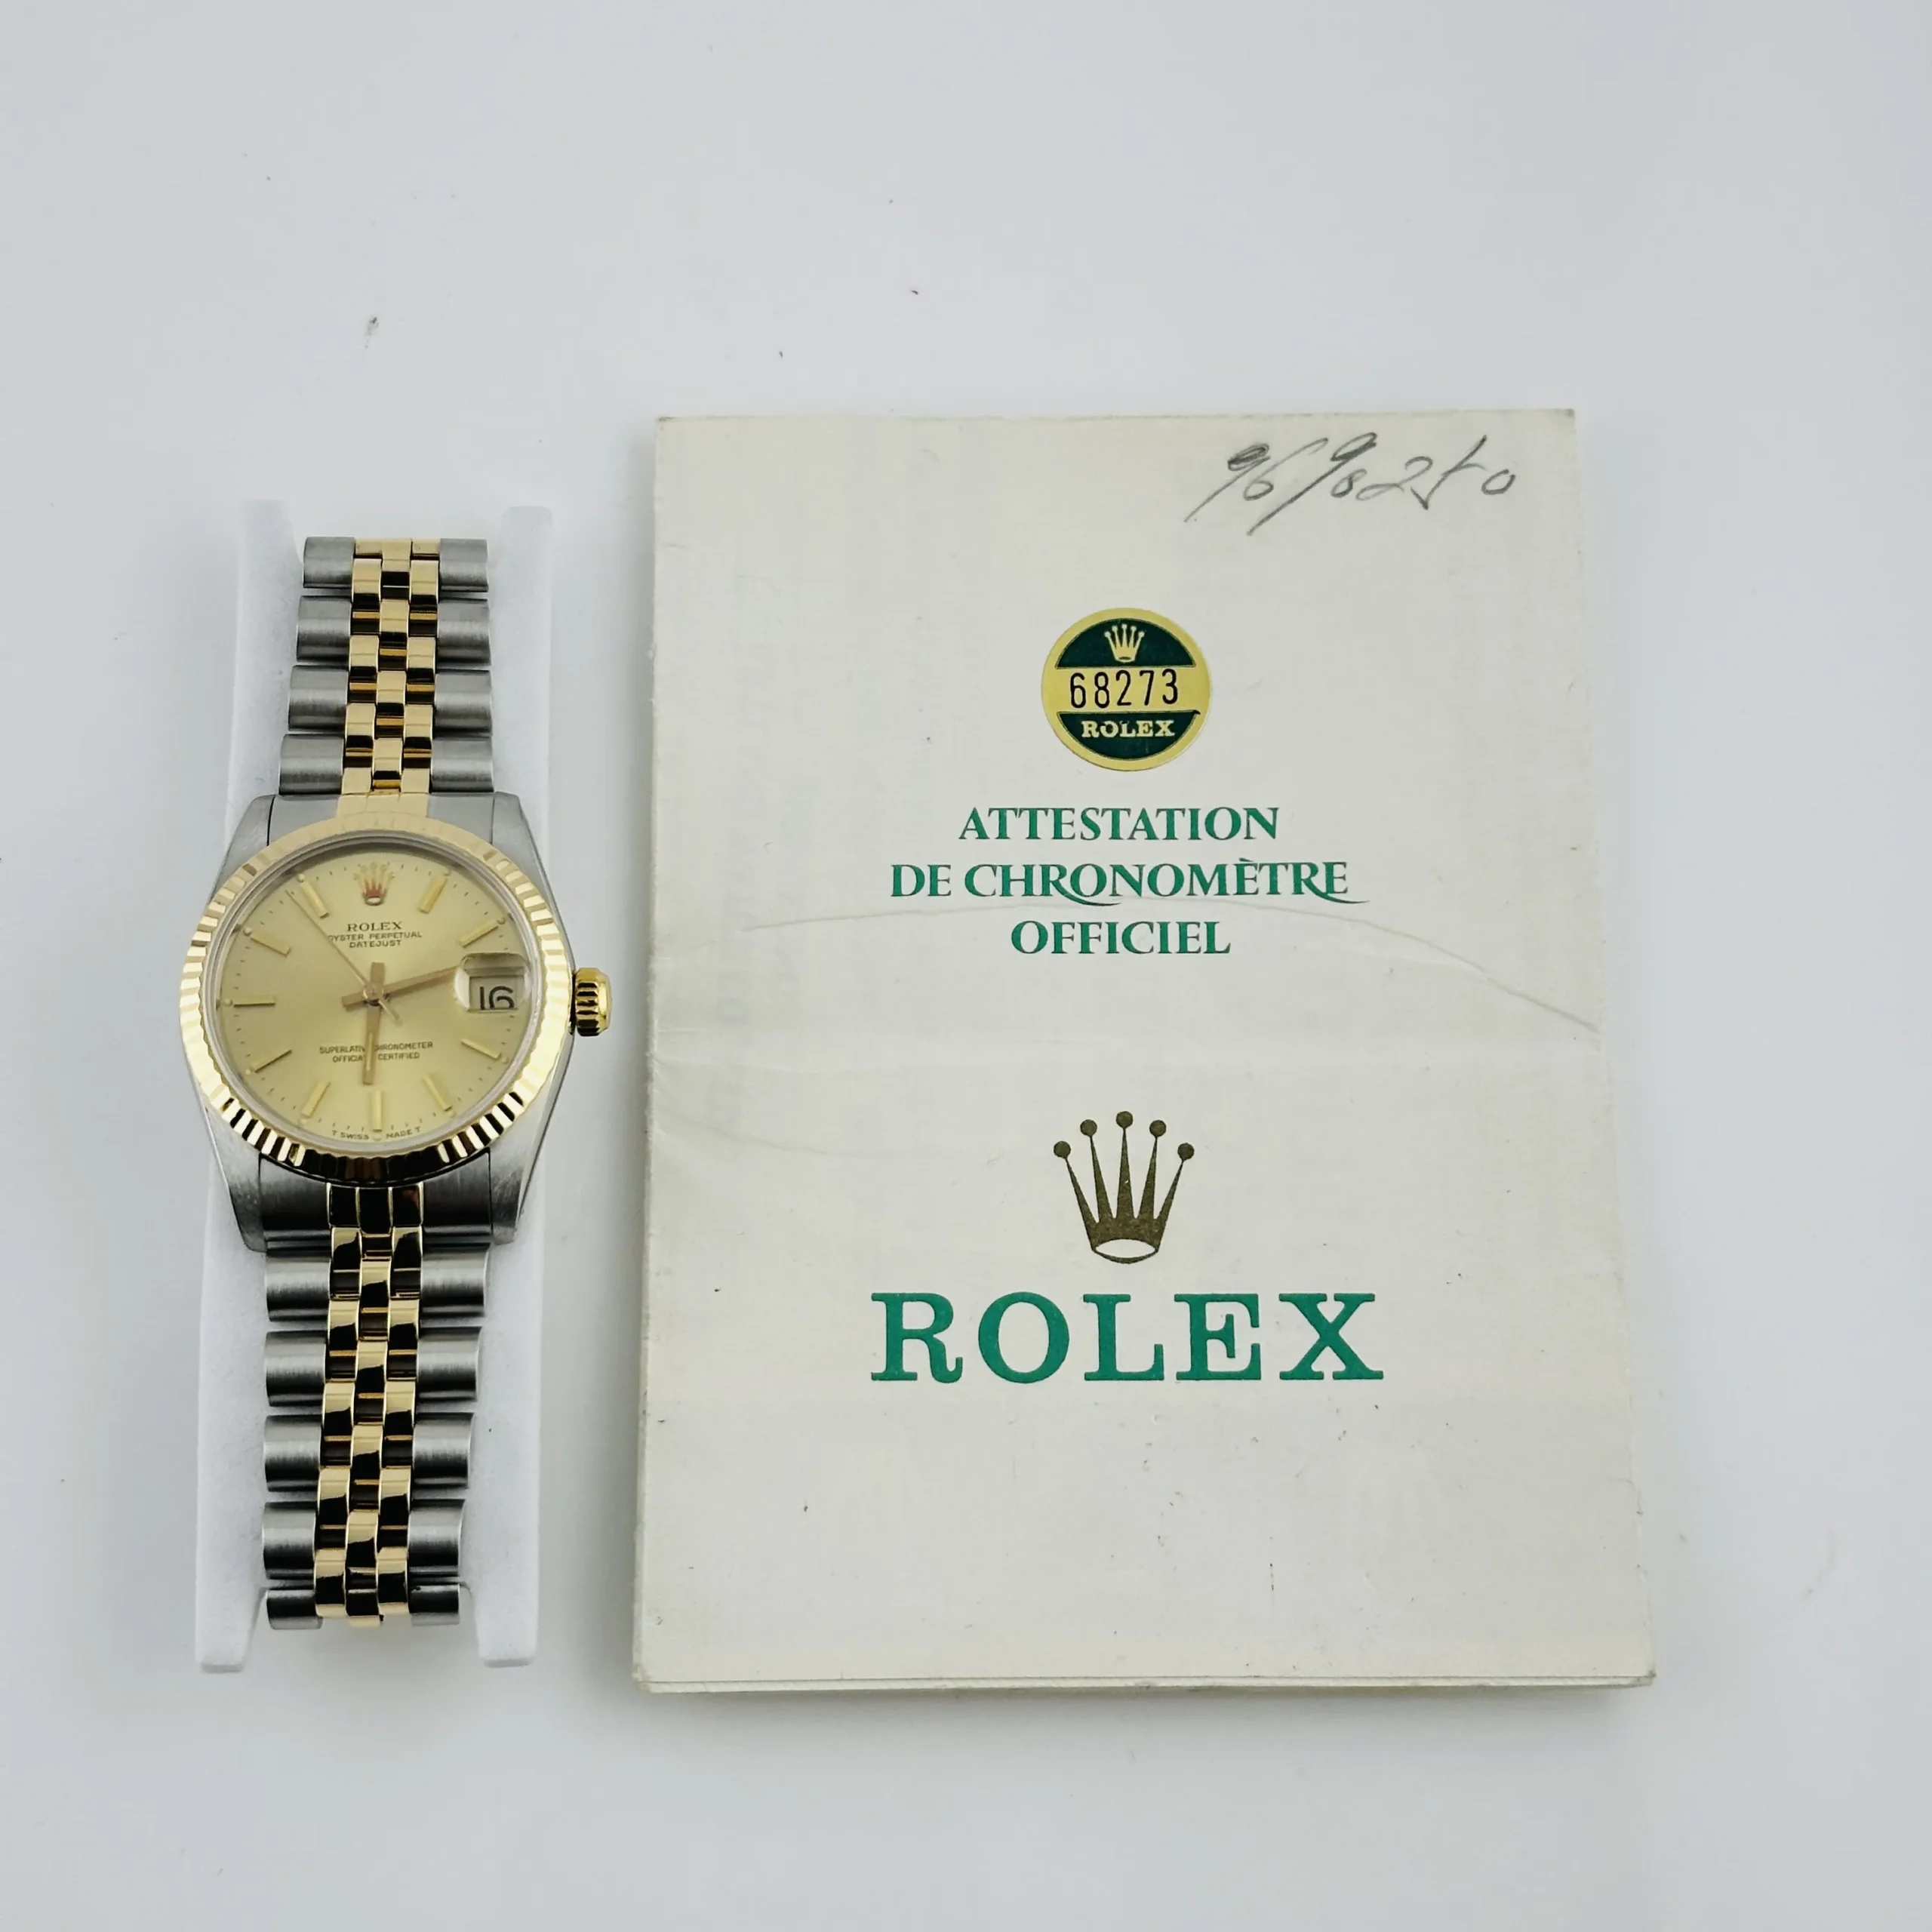 ROLEX
OYSTER PERPETUAL
DATEJUST
16
SUPERLATIVE CHRONOMETER
OFFICIALLY CERTIFIED
T SWISS MADE T
68273
ROLEX
ATTESTATION
DE CHRONOMÈTRE
OFFICIEL
ROLEX